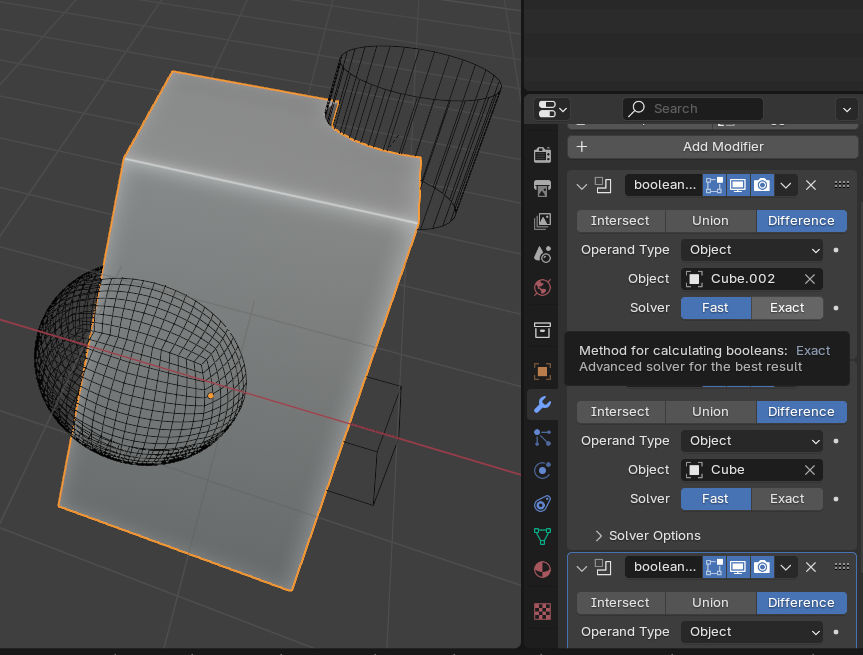 Search
Add Modifier
boolean...
Intersect Union Difference
Operand Type Object
Object Cube.002
Solver Fast Exact
Method for calculating booleans: Exact
Advanced solver for the best result
Intersect Union Difference
Operand Type Object
Object Cube
Solver Fast Exact
Solver Options
boolean...
Intersect Union Difference
Operand Type Object